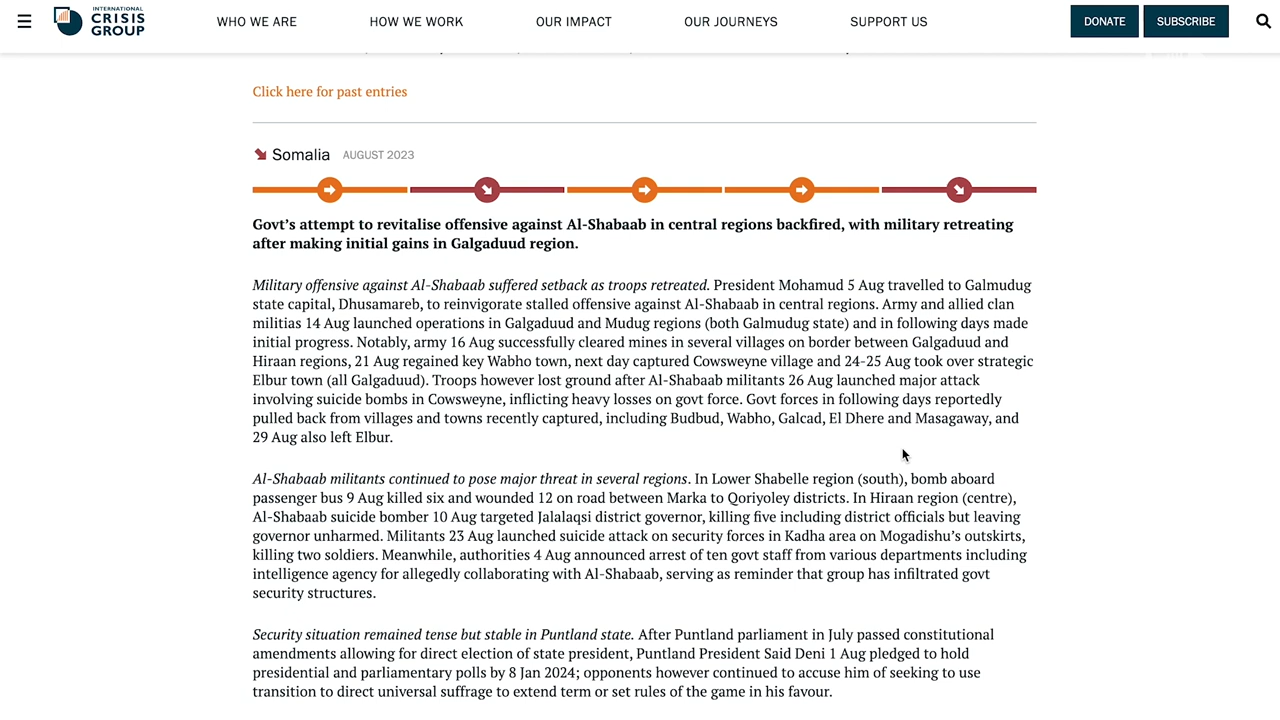 INTERNATIONAL
CRISIS
GROUP
WHO WE ARE
HOW WE WORK
OUR IMPACT
OUR JOURNEYS
SUPPORT US
DONATE
SUBSCRIBE
Click here for past entries
Somalia AUGUST 2023
Govt’s attempt to revitalise offensive against Al-Shabaab in central regions backfired, with military retreating
after making initial gains in Galgaduud region.
Military offensive against Al-Shabaab suffered setback as troops retreated. President Mohamud 5 Aug travelled to Galmudug
state capital, Dhusamareb, to reinvigorate stalled offensive against Al-Shabaab in central regions. Army and allied clan
militias 14 Aug launched operations in Galgaduud and Mudug regions (both Galmudug state) and in following days made
initial progress. Notably, army 16 Aug successfully cleared mines in several villages on border between Galgaduud and
Hiraan regions, 21 Aug regained key Wabho town, next day captured Cowsweyne village and 24-25 Aug took over strategic
Elbur town (all Galgaduud). Troops however lost ground after Al-Shabaab militants 26 Aug launched major attack
involving suicide bombs in Cowsweyne, inflicting heavy losses on govt force. Govt forces in following days reportedly
pulled back from villages and towns recently captured, including Budbud, Wabho, Galcad, El Dhere and Masagaway, and
29 Aug also left Elbur.
Al-Shabaab militants continued to pose major threat in several regions. In Lower Shabelle region (south), bomb aboard
passenger bus 9 Aug killed six and wounded 12 on road between Marka to Qoriyoley districts. In Hiraan region (centre),
Al-Shabaab suicide bomber 10 Aug targeted Jalalaqsi district governor, killing five including district officials but leaving
governor unharmed. Militants 23 Aug launched suicide attack on security forces in Kadha area on Mogadishu’s outskirts,
killing two soldiers. Meanwhile, authorities 4 Aug announced arrest of ten govt staff from various departments including
intelligence agency for allegedly collaborating with Al-Shabaab, serving as reminder that group has infiltrated govt
security structures.
Security situation remained tense but stable in Puntland state. After Puntland parliament in July passed constitutional
amendments allowing for direct election of state president, Puntland President Said Deni 1 Aug pledged to hold
presidential and parliamentary polls by 8 Jan 2024; opponents however continued to accuse him of seeking to use
transition to direct universal suffrage to extend term or set rules of the game in his favour.